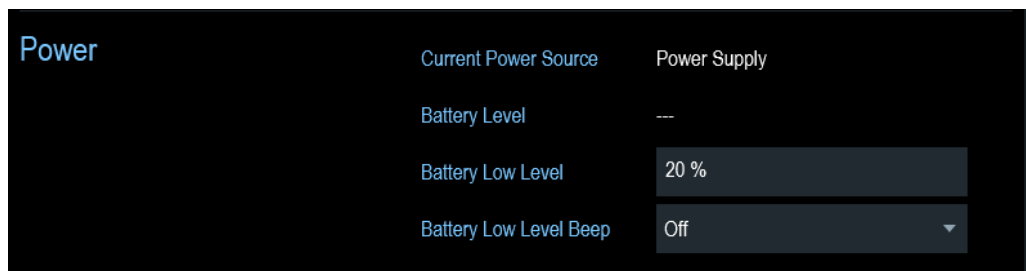 Power
Current Power Source Power Supply
Battery Level ---
Battery Low Level 20 %
Battery Low Level Beep Off